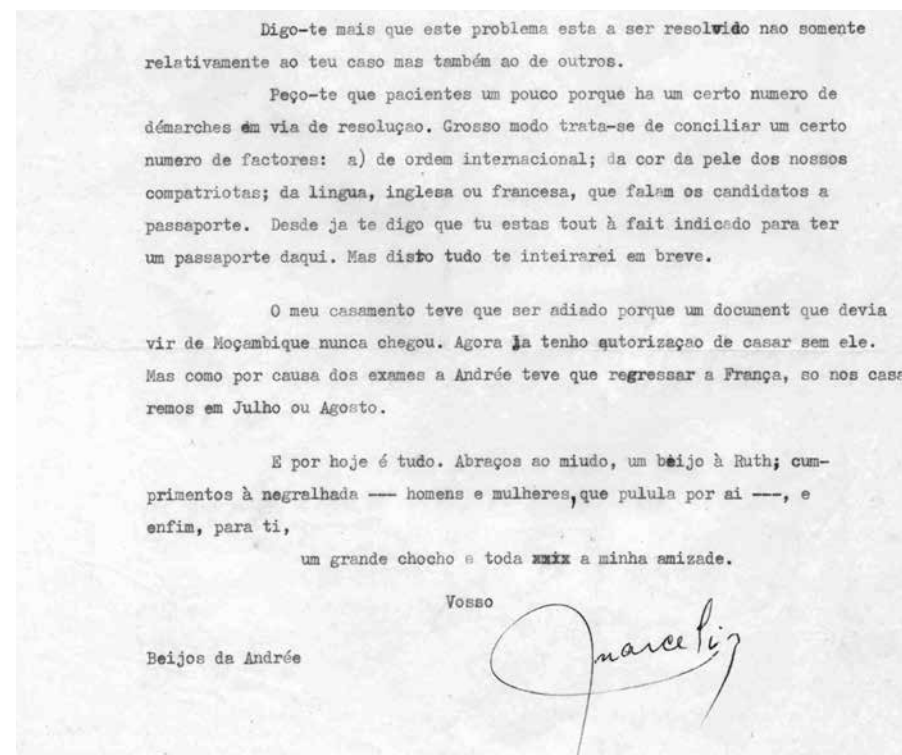 Digo-te mais que este problema esta a ser resolvido nao somente
relativamente ao teu caso mas também ao de outros.
Peço-te que pacientes um pouco porque ha um certo numero de
démarches em via de resoluçao. Grosso modo trata-se de conciliar um certo
numero de factores: a) de ordem internacional; da cor da pele dos nossos
compatriotas; da lingua, inglesa ou francesa, que falam os candidatos a
passaporte. Desde ja te digo que tu estas tout à fait indicado para ter
um passaporte daqui. Mas disto tudo te inteirarei em breve.
O meu casamento teve que ser adiado porque um document que devia
vir de Moçambique nunca chegou. Agora ja tenho autorizaçao de casar sem ele.
Mas como por causa dos exames a Andrée teve que regressar a França, so nos casa
remos em Julho ou Agosto.
E por hoje é tudo. Abraços ao miudo, um beijo à Ruth; cum-
primentos à negralhada --- homens e mulheres, que pulula por ai ---, e
enfim, para ti,
um grande chocho e toda xxix a minha amizade.
Vosso
Marcelino
Beijos da Andrée